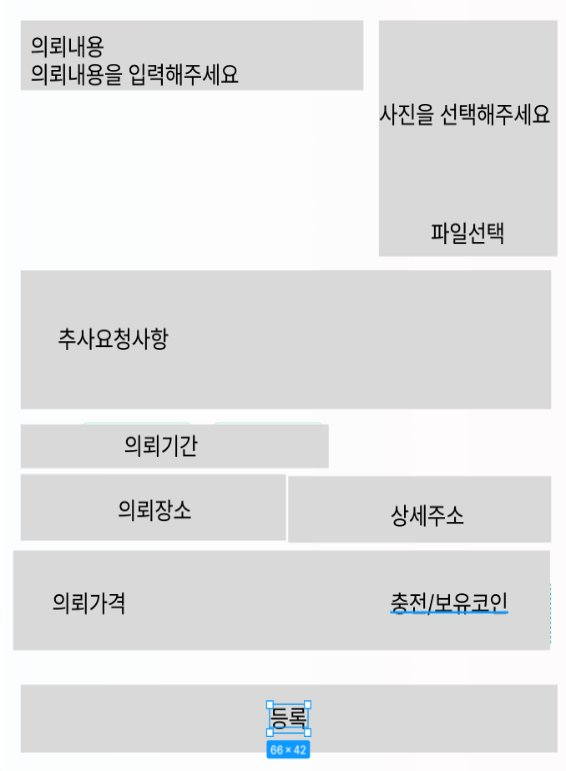 의뢰내용
의뢰내용을 입력해주세요
사진을 선택해주세요
파일선택
추사요청사항
의뢰기간
의뢰장소
상세주소
의뢰가격
충전/보유코인
등록
66 × 42